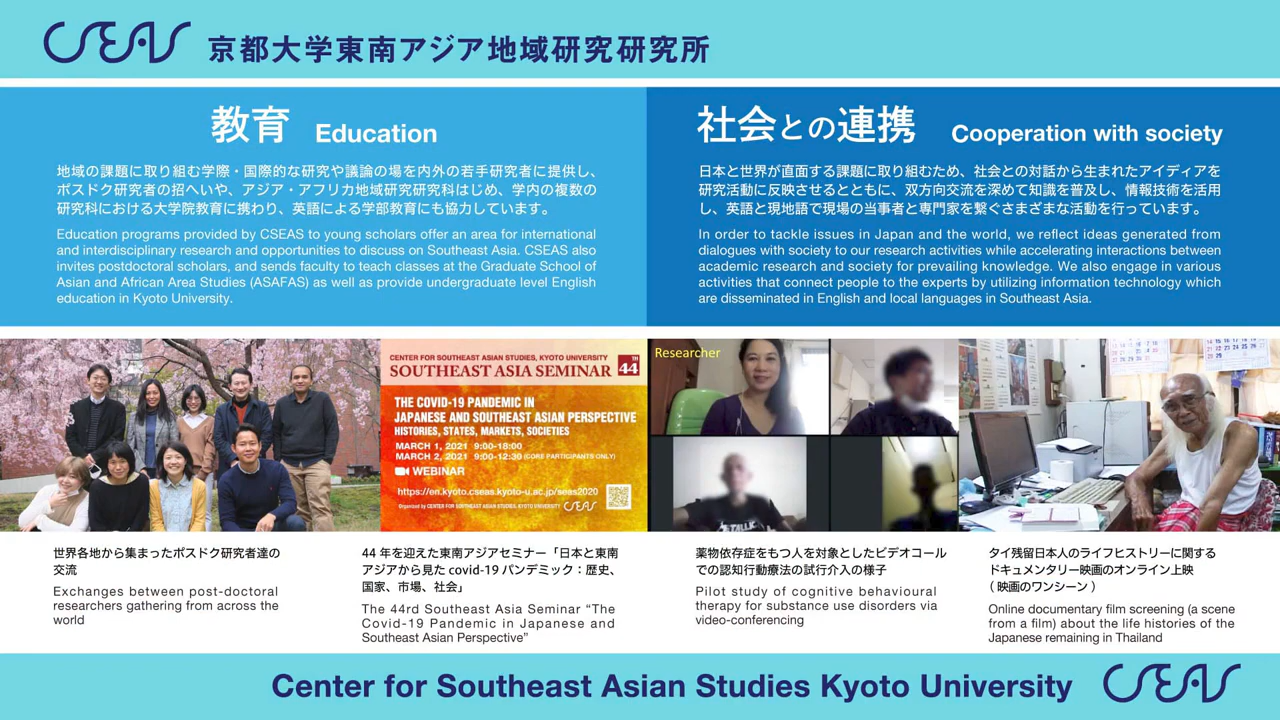 CSEAS 京都大学東南アジア地域研究研究所
教育 Education
地域の課題に取り組む学際・国際的な研究や議論の場を内外の若手研究者に提供し、
ポスドク研究者の招へいや、アジア・アフリカ地域研究研究科はじめ、学内の複数の
研究科における大学院教育に携わり、英語による学部教育にも協力しています。
Education programs provided by CSEAS to young scholars offer an area for international
and interdisciplinary research and opportunities to discuss on Southeast Asia. CSEAS also
invites postdoctoral scholars, and sends faculty to teach classes at the Graduate School of
Asian and African Area Studies (ASAFAS) as well as provide undergraduate level English
education in Kyoto University.
社会との連携 Cooperation with society
日本と世界が直面する課題に取り組むため、社会との対話から生まれたアイディアを
研究活動に反映させるとともに、双方向交流を深めて知識を普及し、情報技術を活用
し、英語と現地語で現場の当事者と専門家を繋ぐさまざまな活動を行っています。
In order to tackle issues in Japan and the world, we reflect ideas generated from
dialogues with society to our research activities while accelerating interactions between
academic research and society for prevailing knowledge. We also engage in various
activities that connect people to the experts by utilizing information technology which
are disseminated in English and local languages in Southeast Asia.
CENTER FOR SOUTHEAST ASIAN STUDIES, KYOTO UNIVERSITY
SOUTHEAST ASIA SEMINAR 44TH
THE COVID-19 PANDEMIC IN
JAPANESE AND SOUTHEAST ASIAN PERSPECTIVE
HISTORIES, STATES, MARKETS, SOCIETIES
MARCH 1, 2021 9:00-18:00
MARCH 2, 2021 9:00-12:30 (CORE PARTICIPANTS ONLY)
WEBINAR
https://en.kyoto.cseas.kyoto-u.ac.jp/seas2020
Organized by CENTER FOR SOUTHEAST ASIAN STUDIES, KYOTO UNIVERSITY CSEAS
Researcher
世界各地から集まったポスドク研究者達の
交流
Exchanges between post-doctoral
researchers gathering from across the
world
44 年を迎えた東南アジアセミナー「日本と東南
アジアから見た covid-19 パンデミック：歴史、
国家、市場、社会」
The 44rd Southeast Asia Seminar “The
Covid-19 Pandemic in Japanese and
Southeast Asian Perspective”
薬物依存症をもつ人を対象としたビデオコール
での認知行動療法の試行介入の様子
Pilot study of cognitive behavioural
therapy for substance use disorders via
video-conferencing
タイ残留日本人のライフヒストリーに関する
ドキュメンタリー映画のオンライン上映
( 映画のワンシーン )
Online documentary film screening (a scene
from a film) about the life histories of the
Japanese remaining in Thailand
Center for Southeast Asian Studies Kyoto University CSEAS